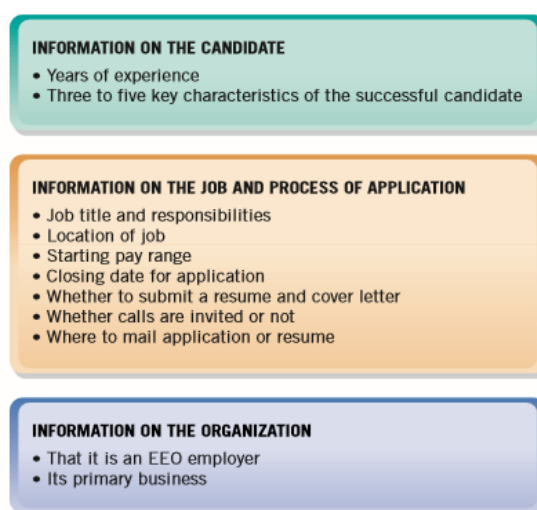 INFORMATION ON THE CANDIDATE
• Years of experience
• Three to five key characteristics of the successful candidate
INFORMATION ON THE JOB AND PROCESS OF APPLICATION
• Job title and responsibilities
• Location of job
• Starting pay range
• Closing date for application
• Whether to submit a resume and cover letter
• Whether calls are invited or not
• Where to mail application or resume
INFORMATION ON THE ORGANIZATION
• That it is an EEO employer
• Its primary business